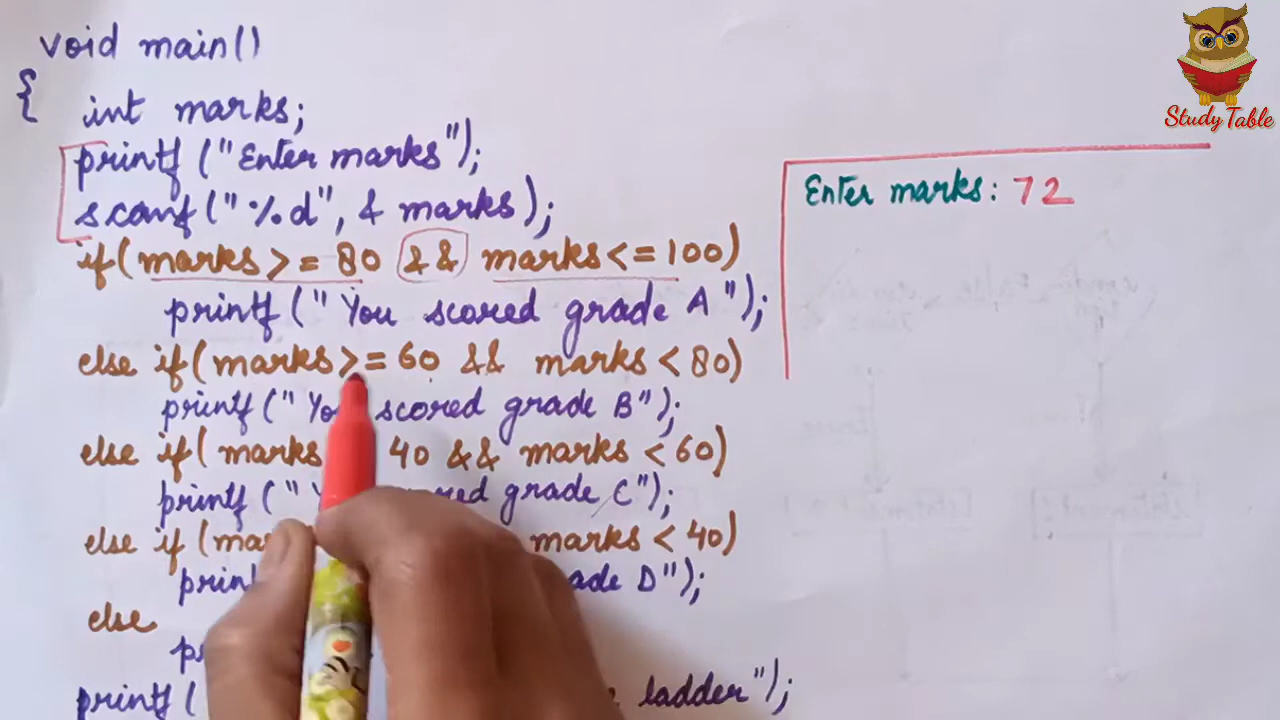 void main()
{ int marks;
printf ("Enter marks");
scanf ("%d", & marks);
if( marks >= 80 && marks <= 100)
printf (" You scored grade A ");
else if( marks >= 60 && marks < 80)
printf (" scored grade B");
else if( marks 40 && marks < 60)
printf (" grade C");
else if ( marks < 40)
D");
else
printf ( ladder");
Enter marks: 72
Study Table